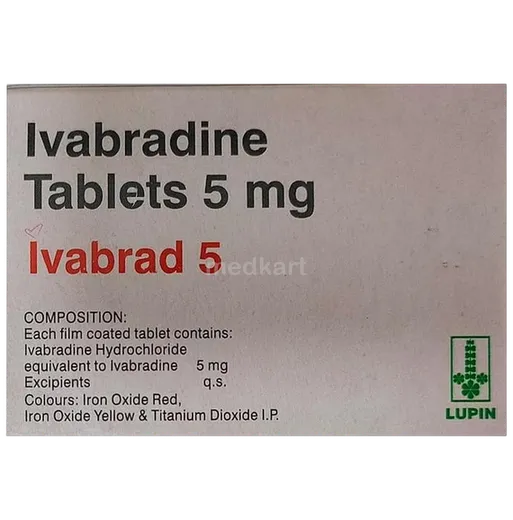 Ivabradine
Tablets 5 mg
Ivabrad 5
medkart
COMPOSITION:
Each film coated tablet contains:
Ivabradine Hydrochloride
equivalent to Ivabradine 5 mg
Excipients q.s.
Colours: Iron Oxide Red,
Iron Oxide Yellow & Titanium Dioxide I.P.
LUPIN